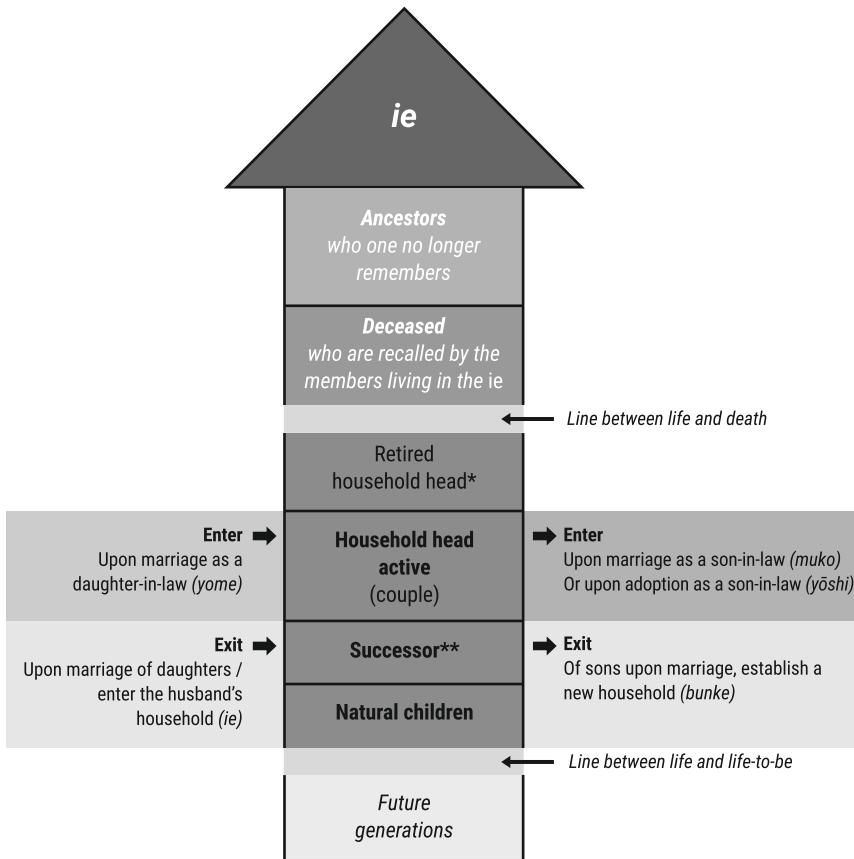 ie
Ancestors
who one no longer
remembers
Deceased
who are recalled by the
members living in the ie
Line between life and death
Retired
household head*
Enter
Upon marriage as a
daughter-in-law (yome)
Household head
active
(couple)
Enter
Upon marriage as a son-in-law (muko)
Or upon adoption as a son-in-law (yōshi)
Exit
Upon marriage of daughters /
enter the husband's
household (ie)
Successor**
Natural children
Exit
Of sons upon marriage, establish a
new household (bunke)
Line between life and life-to-be
Future
generations